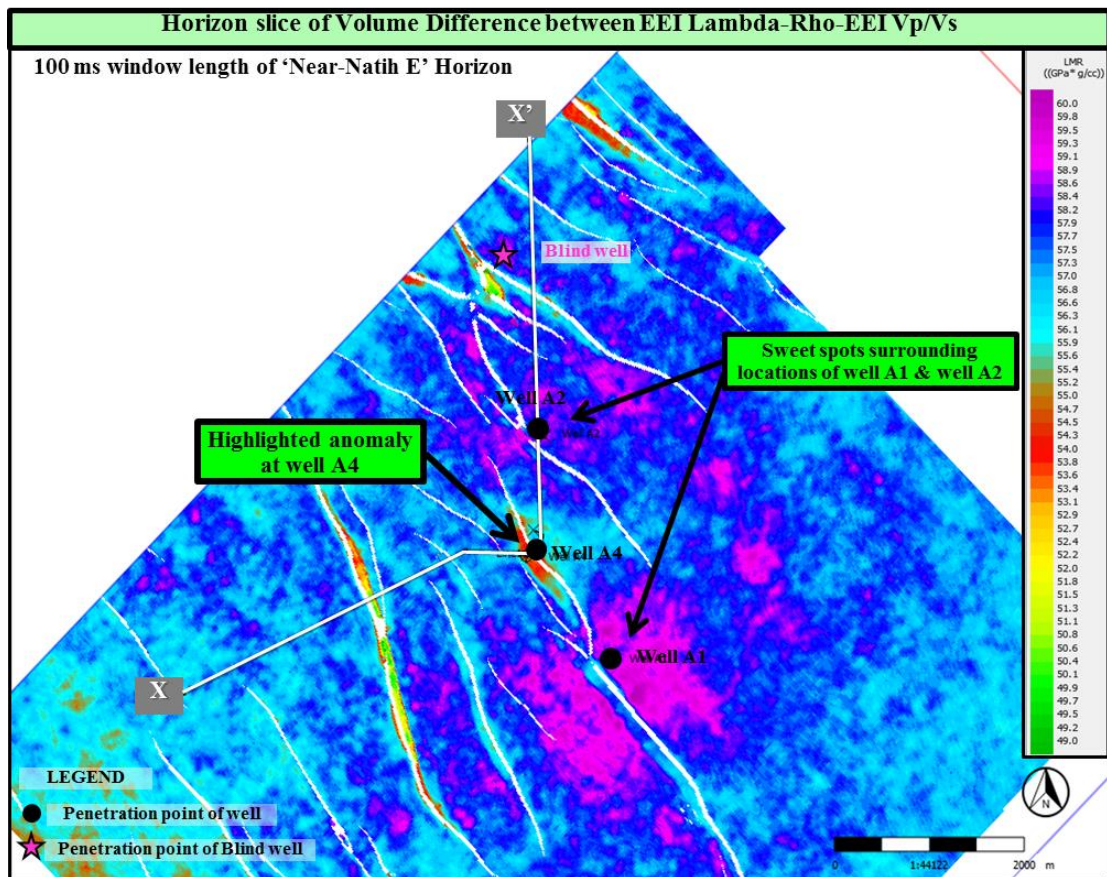 Horizon slice of Volume Difference between EEI Lambda-Rho-EEI Vp/Vs
100 ms window length of ‘Near-Natih E’ Horizon
X’
Blind well
Sweet spots surrounding
locations of well A1 & well A2
Well A2
Well A2
Highlighted anomaly
at well A4
Well A4
Well A1
X
LEGEND
Penetration point of well
Penetration point of Blind well
LMR
((GPa* g/cc))
60.0
59.8
59.5
59.3
59.1
58.9
58.6
58.4
58.2
57.9
57.7
57.5
57.3
57.0
56.8
56.6
56.3
56.1
55.9
55.6
55.4
55.2
55.0
54.7
54.5
54.3
54.0
53.8
53.6
53.4
53.1
52.9
52.7
52.4
52.2
52.0
51.8
51.5
51.3
51.1
50.8
50.6
50.4
50.1
49.9
49.7
49.5
49.2
49.0
N
0 1:44122 2000 m